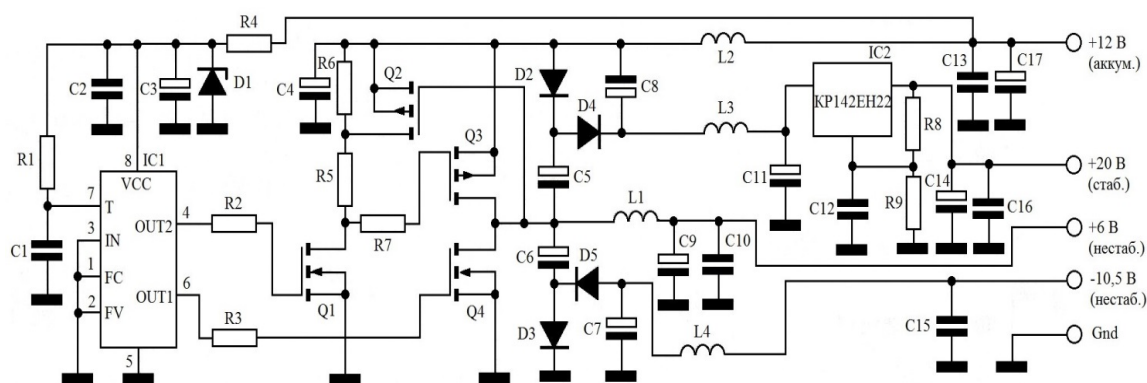 R4
L2
+12 В
(аккум.)
C2
C3
D1
C4
R6
Q2
D2
D4
C8
L3
IC2
КР142ЕН22
C13
C17
R8
R1
8
IC1
VCC
R5
Q3
C5
C11
C12
R9
C14
C16
+20 В
(стаб.)
7
T
OUT2
4
R2
R7
L1
C1
3
IN
1
FC
2
FV
OUT1
6
R3
Q1
Q4
C6
D5
C9
C10
+6 В
(нестаб.)
-10,5 В
(нестаб.)
D3
C7
L4
C15
Gnd
5